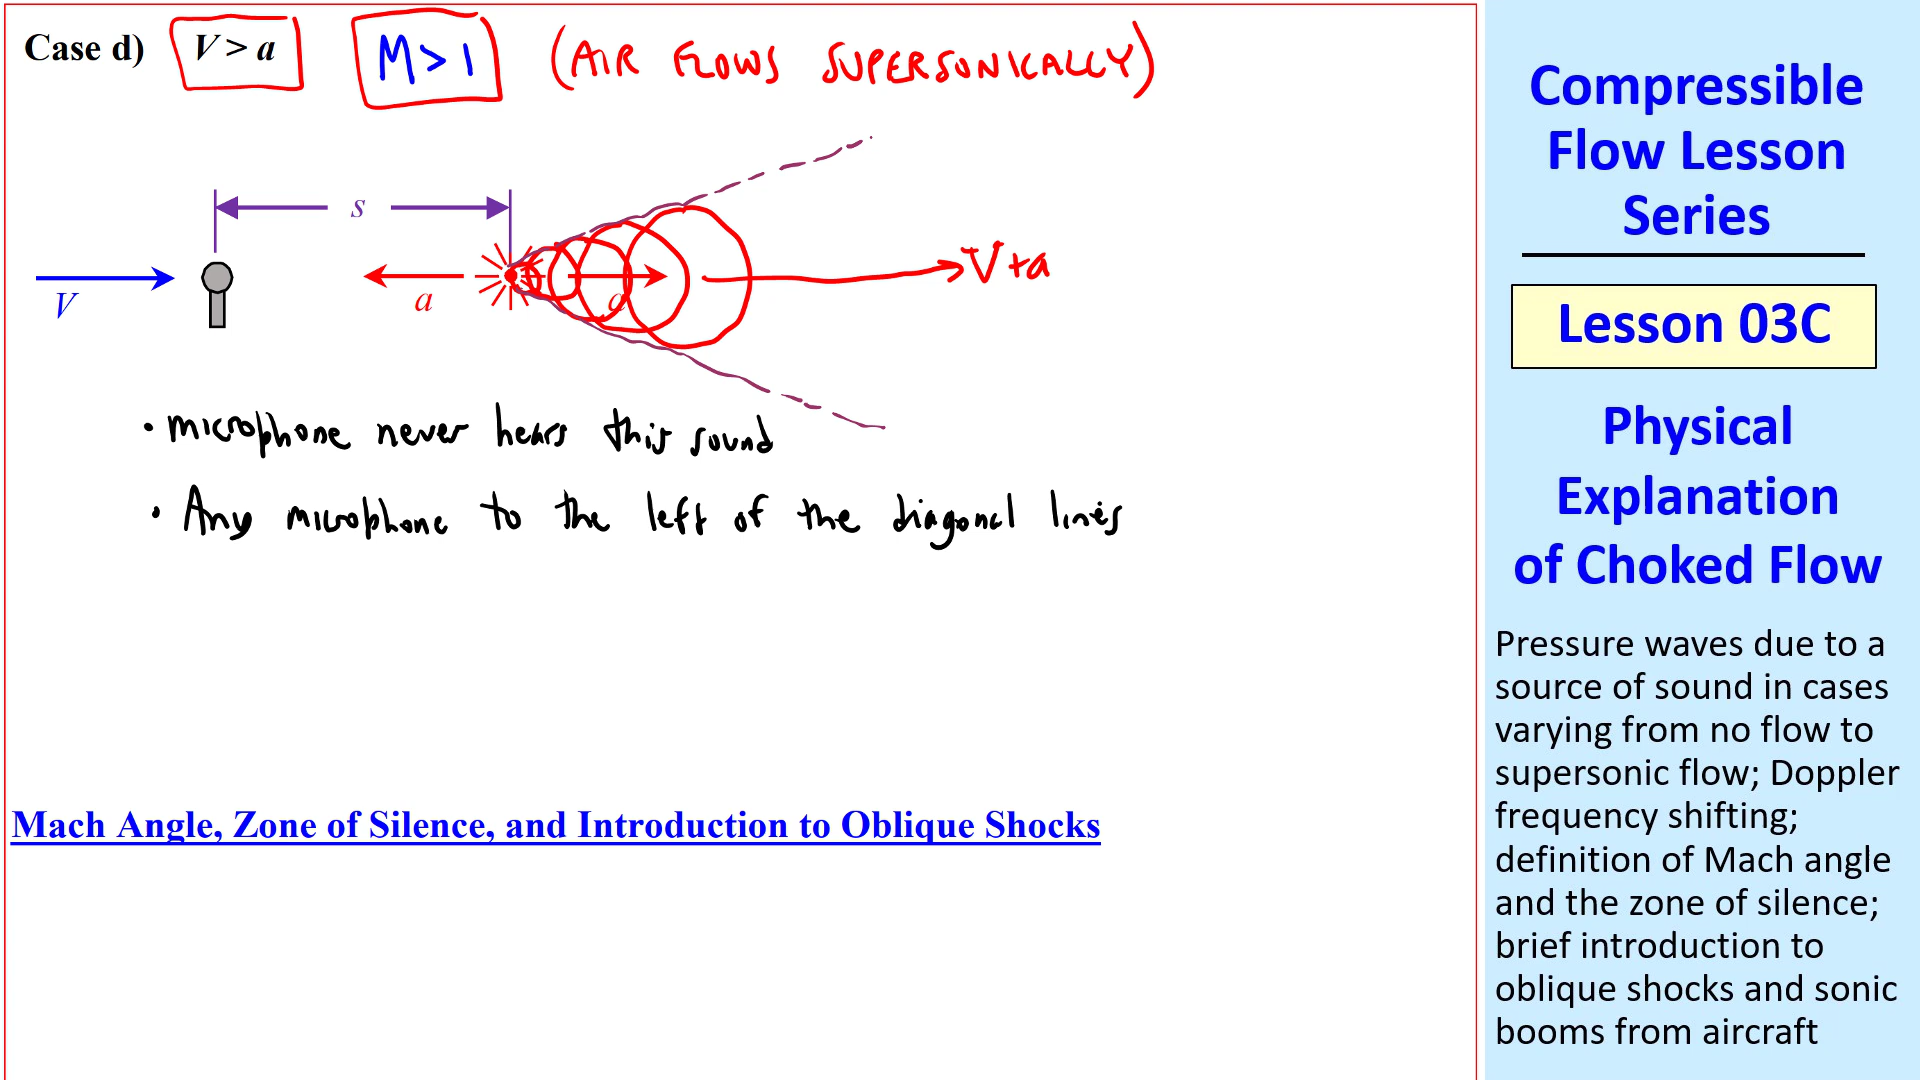 Case d) V > a M > 1 (AIR FLOWS SUPERSONICALLY)
s
V
a
a
V+a
• microphone never hears this sound
• Any microphone to the left of the diagonal lines
Mach Angle, Zone of Silence, and Introduction to Oblique Shocks
Compressible
Flow Lesson
Series
Lesson 03C
Physical
Explanation
of Choked Flow
Pressure waves due to a
source of sound in cases
varying from no flow to
supersonic flow; Doppler
frequency shifting;
definition of Mach angle
and the zone of silence;
brief introduction to
oblique shocks and sonic
booms from aircraft